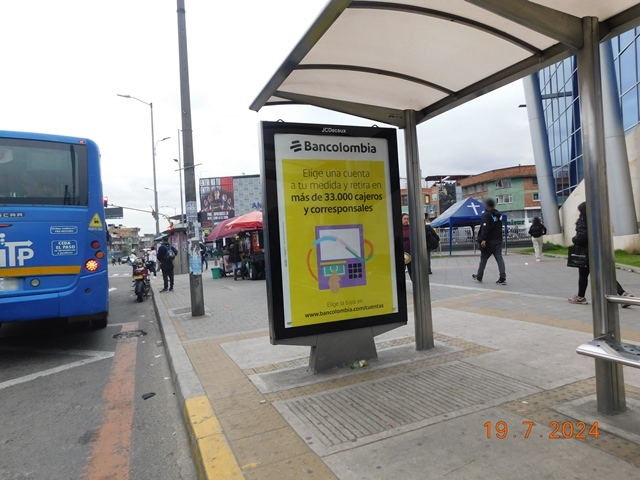 JCDecaux
Bancolombia
Elige una cuenta
a tu medida y retira en
más de 33.000 cajeros
y corresponsales
Elige la tuya en
www.bancolombia.com/cuentas
CEDA
EL PASO
19.7.2024